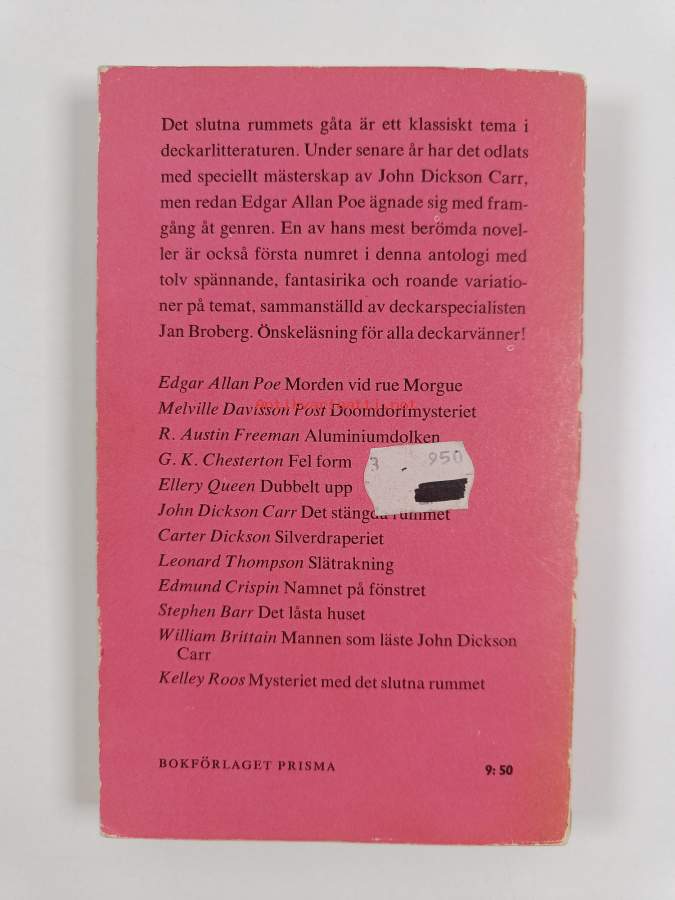 Det slutna rummets gåta är ett klassiskt tema i
deckarlitteraturen. Under senare år har det odlats
med speciellt mästerskap av John Dickson Carr,
men redan Edgar Allan Poe ägnade sig med fram-
gång åt genren. En av hans mest berömda novel-
ler är också första numret i denna antologi med
tolv spännande, fantasirika och roande variatio-
ner på temat, sammanställd av deckarspecialisten
Jan Broberg. Önskeläsning för alla deckarvänner!
Edgar Allan Poe Morden vid rue Morgue
antikvariaatti.net
Melville Davisson Post Doomdorfmysteriet
R. Austin Freeman Aluminiumdolken
G. K. Chesterton Fel form
3 - 950
Ellery Queen Dubbelt upp
John Dickson Carr Det stängda rummet
Carter Dickson Silverdraperiet
Leonard Thompson Slätrakning
Edmund Crispin Namnet på fönstret
Stephen Barr Det låsta huset
William Brittain Mannen som läste John Dickson
Carr
Kelley Roos Mysteriet med det slutna rummet
BOKFÖRLAGET PRISMA
9:50